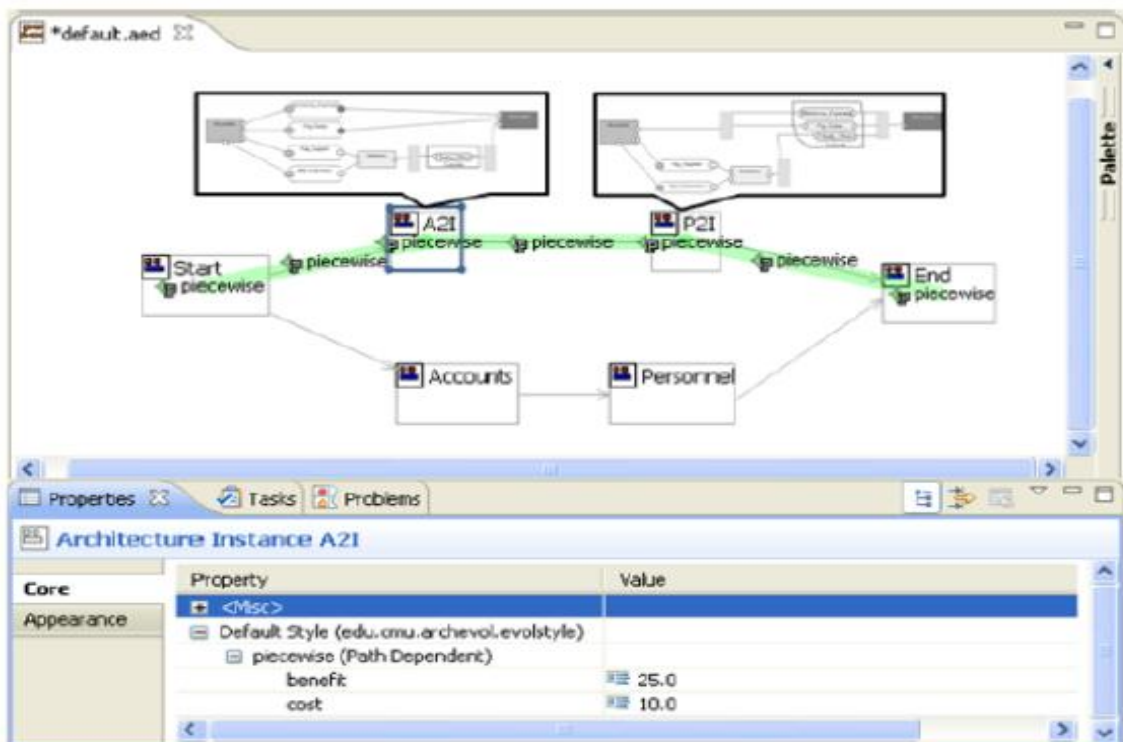 *default.aed
Palette
A2I
P2I
piecewise
piecewise
piecewise
Start
piecewise
piecewise
End
piecewise
piecewise
Accounts
Personnel
Properties
Tasks
Problems
Architecture Instance A2I
Core
Appearance
Property Value
<Misc>
Default Style (edu.cmu.archevol.evolstyle)
piecewise (Path Dependent)
benefit 25.0
cost 10.0